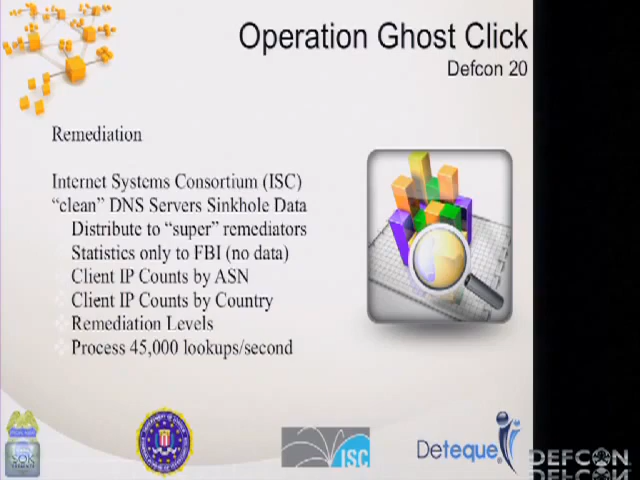 Operation Ghost Click
Defcon 20
Remediation
Internet Systems Consortium (ISC)
“clean” DNS Servers Sinkhole Data
Distribute to “super” remediators
Statistics only to FBI (no data)
Client IP Counts by ASN
Client IP Counts by Country
Remediation Levels
Process 45,000 lookups/second
ISC
Deteque
DEFCON